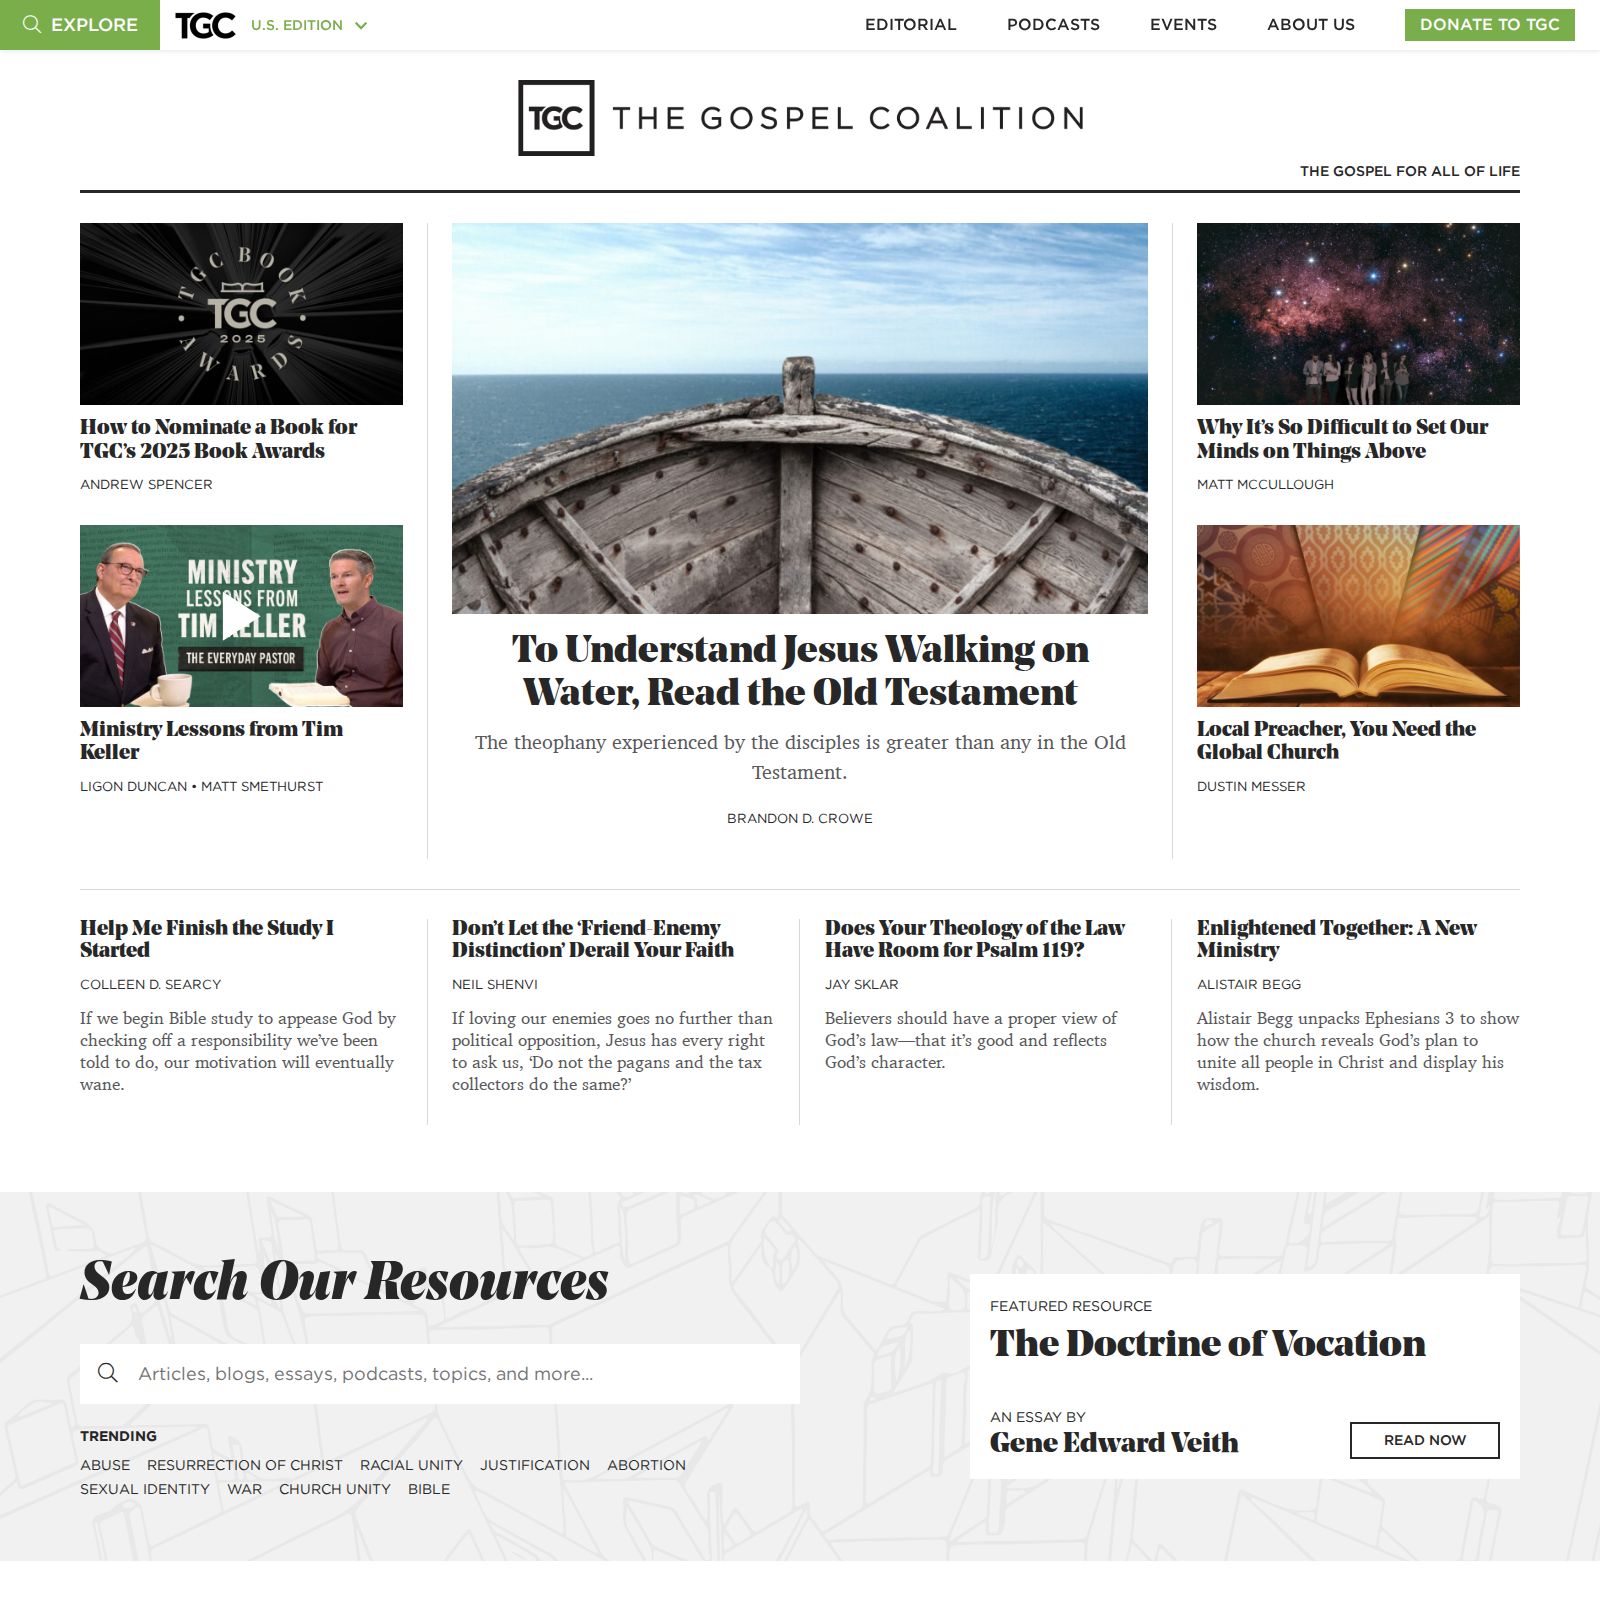 EXPLORE
TGC
U.S. EDITION
EDITORIAL
PODCASTS
EVENTS
ABOUT US
DONATE TO TGC
TGC
THE GOSPEL COALITION
THE GOSPEL FOR ALL OF LIFE
TGC BOOK
TGC
2025
AWARDS
How to Nominate a Book for
TGC’s 2025 Book Awards
ANDREW SPENCER
MINISTRY
LESSONS FROM
TIM KELLER
THE EVERYDAY PASTOR
Ministry Lessons from Tim
Keller
LIGON DUNCAN • MATT SMETHURST
To Understand Jesus Walking on
Water, Read the Old Testament
The theophany experienced by the disciples is greater than any in the Old
Testament.
BRANDON D. CROWE
Why It’s So Difficult to Set Our
Minds on Things Above
MATT MCCULLOUGH
Local Preacher, You Need the
Global Church
DUSTIN MESSER
Help Me Finish the Study I
Started
COLLEEN D. SEARCY
If we begin Bible study to appease God by
checking off a responsibility we’ve been
told to do, our motivation will eventually
wane.
Don’t Let the ‘Friend-Enemy
Distinction’ Derail Your Faith
NEIL SHENVI
If loving our enemies goes no further than
political opposition, Jesus has every right
to ask us, ‘Do not the pagans and the tax
collectors do the same?’
Does Your Theology of the Law
Have Room for Psalm 119?
JAY SKLAR
Believers should have a proper view of
God’s law—that it’s good and reflects
God’s character.
Enlightened Together: A New
Ministry
ALISTAIR BEGG
Alistair Begg unpacks Ephesians 3 to show
how the church reveals God’s plan to
unite all people in Christ and display his
wisdom.
Search Our Resources
Articles, blogs, essays, podcasts, topics, and more...
TRENDING
ABUSE RESURRECTION OF CHRIST RACIAL UNITY JUSTIFICATION ABORTION
SEXUAL IDENTITY WAR CHURCH UNITY BIBLE
FEATURED RESOURCE
The Doctrine of Vocation
AN ESSAY BY
Gene Edward Veith
READ NOW